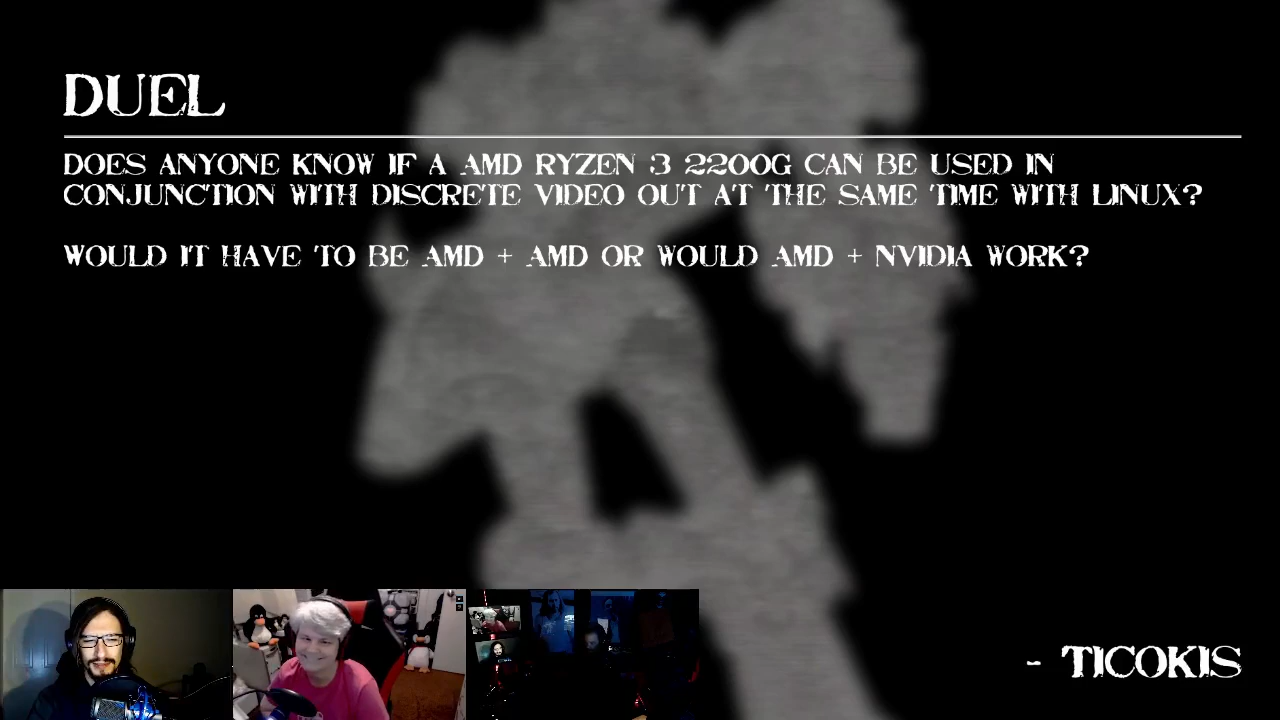 DUEL
DOES ANYONE KNOW IF A AMD RYZEN 3 2200G CAN BE USED IN
CONJUNCTION WITH DISCRETE VIDEO OUT AT THE SAME TIME WITH LINUX?
WOULD IT HAVE TO BE AMD + AMD OR WOULD AMD + NVIDIA WORK?
- TICOKIS